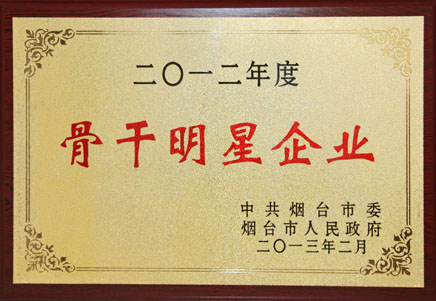 二〇一二年度
骨干明星企业
中共烟台市委
烟台市人民政府
二〇一三年二月